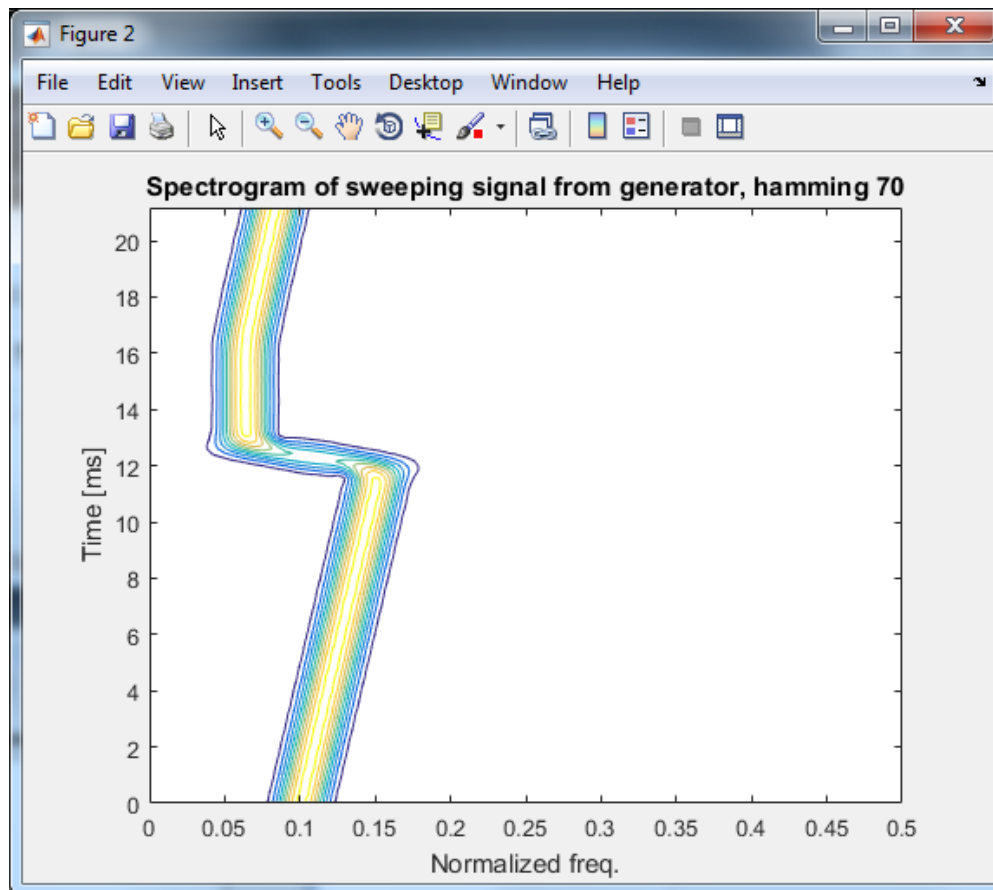 Figure 2
File Edit View Insert Tools Desktop Window Help
Spectrogram of sweeping signal from generator, hamming 70
20
18
16
14
12
10
8
6
4
2
0
Time [ms]
0 0.05 0.1 0.15 0.2 0.25 0.3 0.35 0.4 0.45 0.5
Normalized freq.